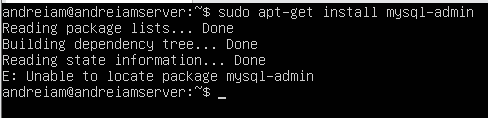 andreiam@andreiamserver:~$ sudo apt-get install mysql-admin
Reading package lists... Done
Building dependency tree... Done
Reading state information... Done
E: Unable to locate package mysql-admin
andreiam@andreiamserver:~$ _